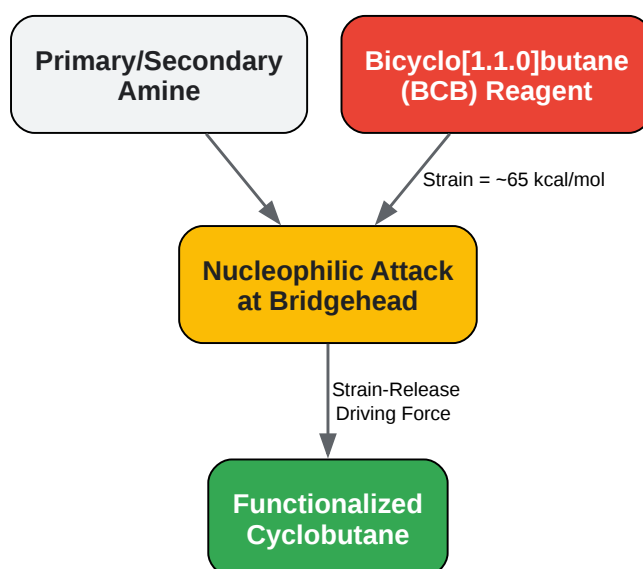 Primary/Secondary
Amine
Bicyclo[1.1.0]butane
(BCB) Reagent
Strain = ~65 kcal/mol
Nucleophilic Attack
at Bridgehead
Strain-Release
Driving Force
Functionalized
Cyclobutane